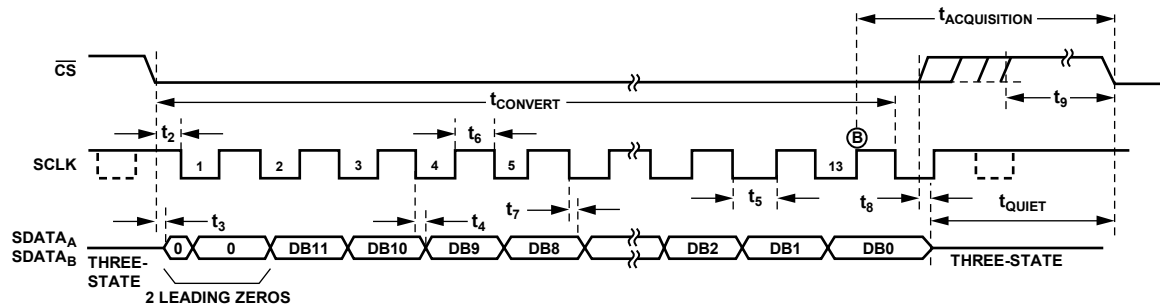 tACQUISITION
CS
tCONVERT
t9
t2
t6
B
SCLK
1
2
3
4
5
13
t3
t4
t7
t5
t8
tQUIET
SDATAA
SDATAB
0
0
DB11
DB10
DB9
DB8
DB2
DB1
DB0
THREE-
STATE
THREE-STATE
2 LEADING ZEROS